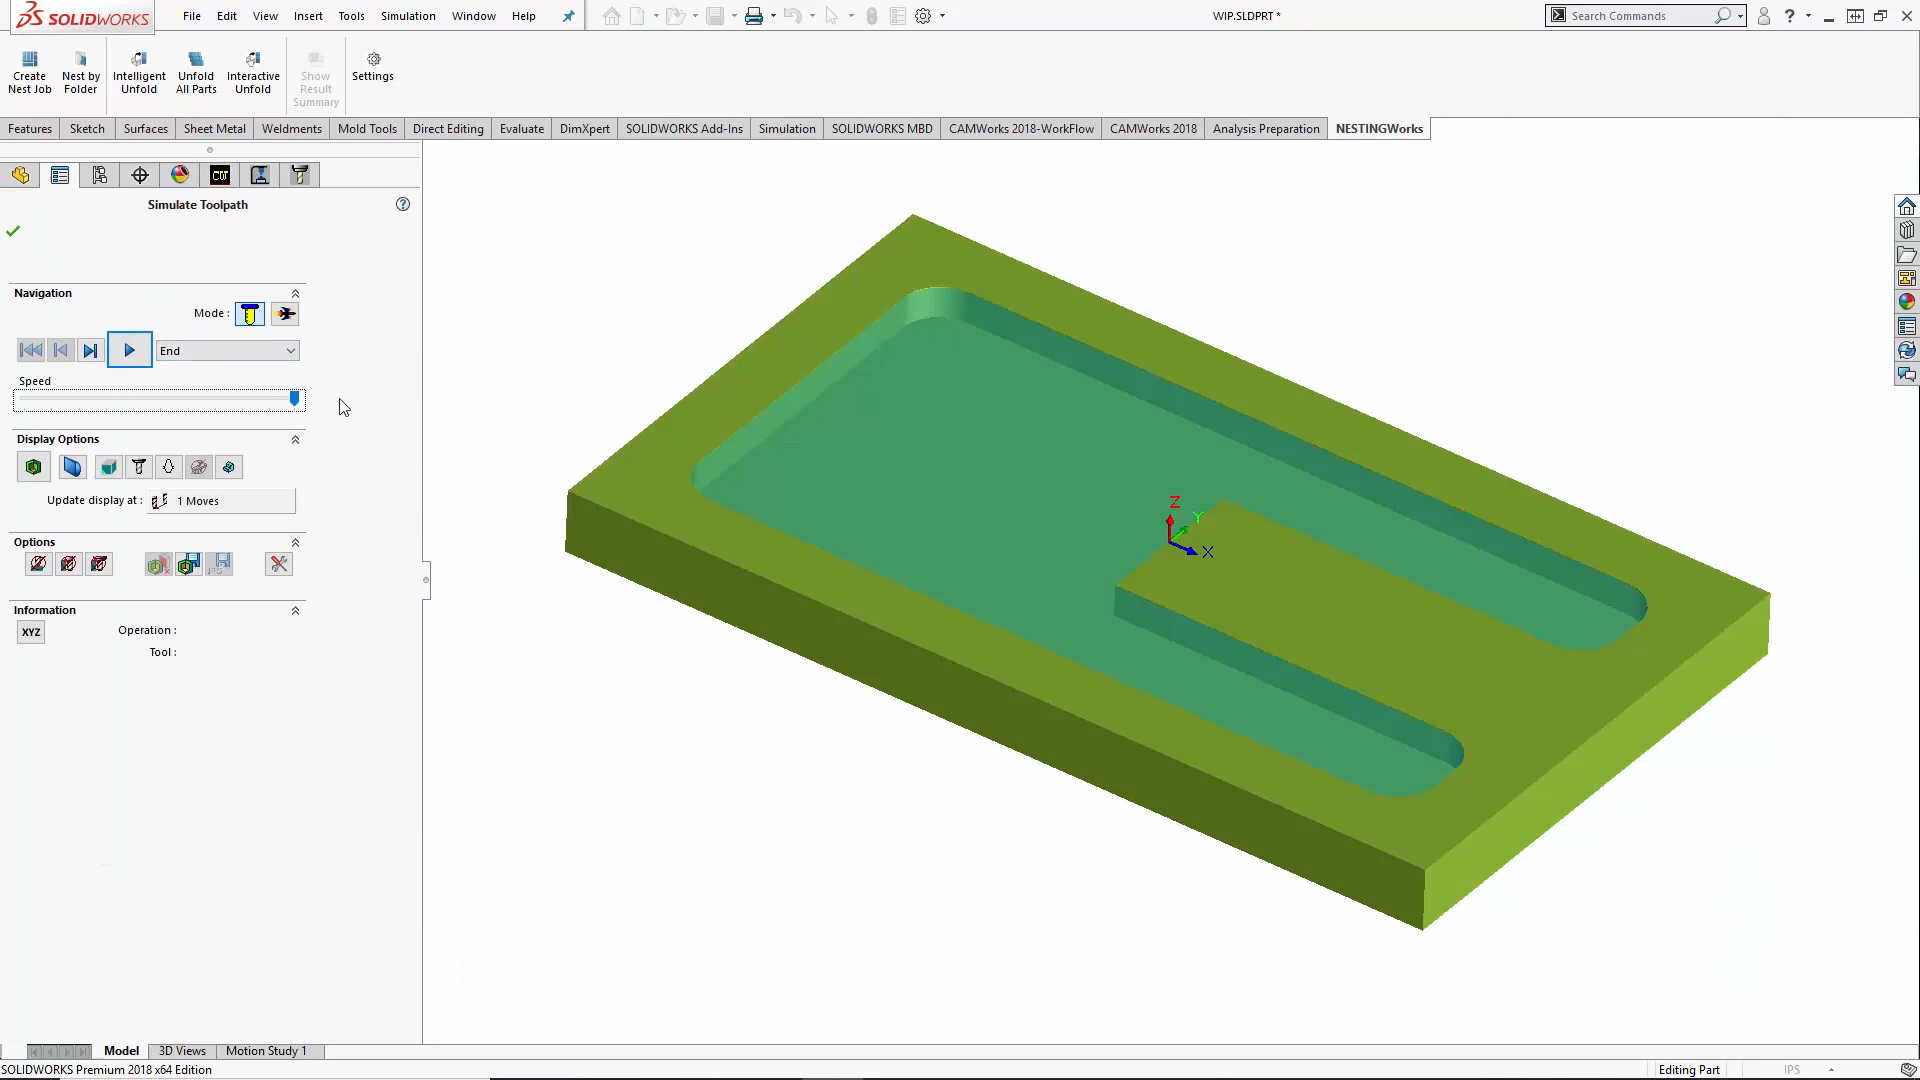 SOLIDWORKS File Edit View Insert Tools Simulation Window Help WIP.SLDPRT * Search Commands ?
Create Nest Job
Nest by Folder
Intelligent Unfold
Unfold All Parts
Interactive Unfold
Show Result Summary
Settings
Features Sketch Surfaces Sheet Metal Weldments Mold Tools Direct Editing Evaluate DimXpert SOLIDWORKS Add-Ins Simulation SOLIDWORKS MBD CAMWorks 2018-WorkFlow CAMWorks 2018 Analysis Preparation NESTINGWorks
CW
Simulate Toolpath ?
Navigation
Mode :
End
Speed
Display Options
Update display at : 1 Moves
Options
Information
XYZ Operation :
Tool :
Z
Y
X
Model 3D Views Motion Study 1
SOLIDWORKS Premium 2018 x64 Edition Editing Part IPS